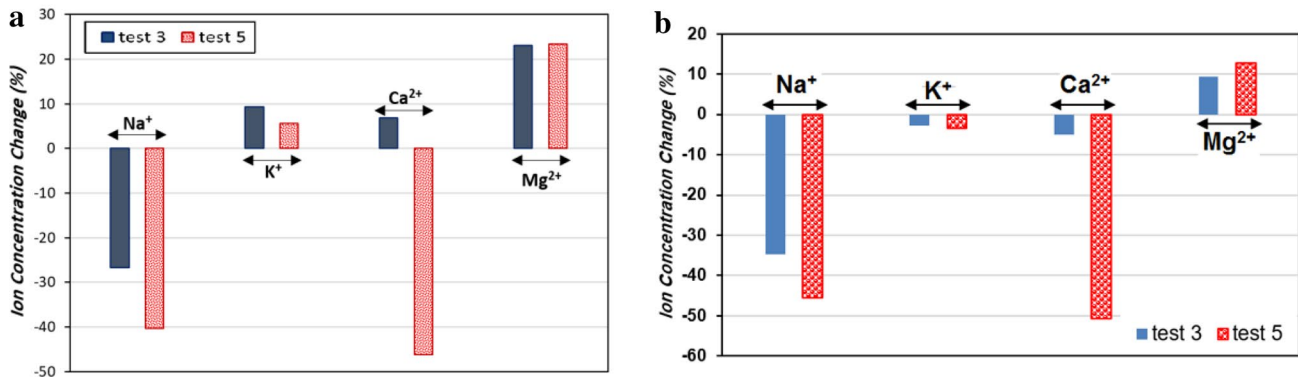 a
Ion Concentration Change (%)
30
20
10
0
-10
-20
-30
-40
-50
test 3
test 5
Na⁺
K⁺
Ca²⁺
Mg²⁺
b
Ion Concentration Change (%)
20
10
0
-10
-20
-30
-40
-50
-60
Na⁺
K⁺
Ca²⁺
Mg²⁺
test 3
test 5